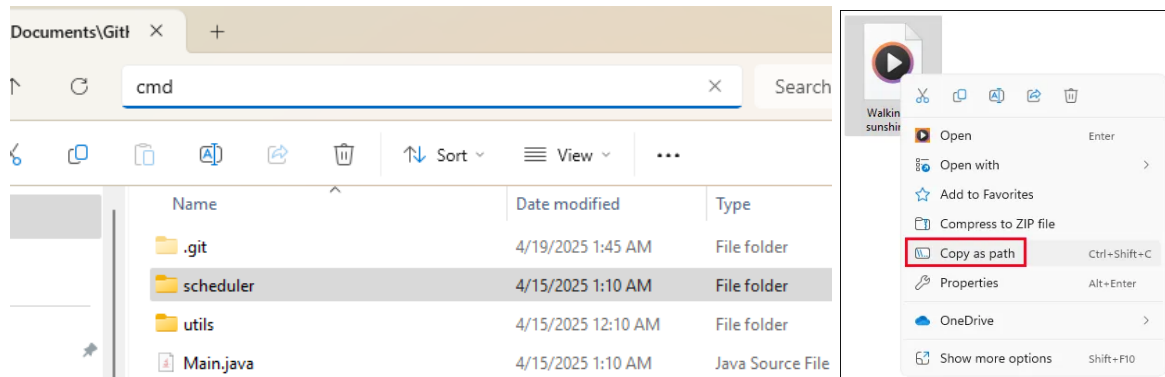 Documents\Gitl
cmd
Search
Sort
View
Name Date modified Type
.git 4/19/2025 1:45 AM File folder
scheduler 4/15/2025 1:10 AM File folder
utils 4/15/2025 12:10 AM File folder
Main.java 4/15/2025 1:10 AM Java Source File
Walkin
sunshin
Open Enter
Open with
Add to Favorites
Compress to ZIP file
Copy as path Ctrl+Shift+C
Properties Alt+Enter
OneDrive
Show more options Shift+F10